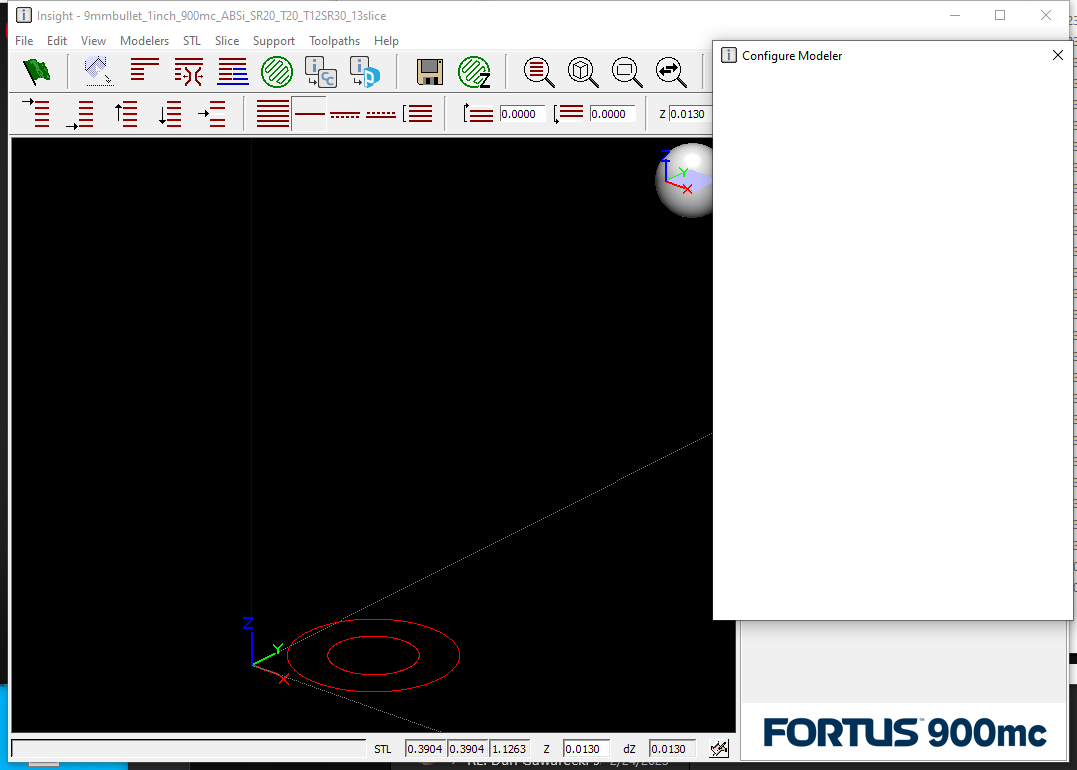 Insight - 9mmbullet_1inch_900mc_ABSi_SR20_T20_T12SR30_13slice
File Edit View Modelers STL Slice Support Toolpaths Help
Configure Modeler
0.0000 0.0000 Z 0.0130
Z
Y
X
Z
Y
X
STL 0.3904 0.3904 1.1263 Z 0.0130 dZ 0.0130
FORTUS™ 900mc